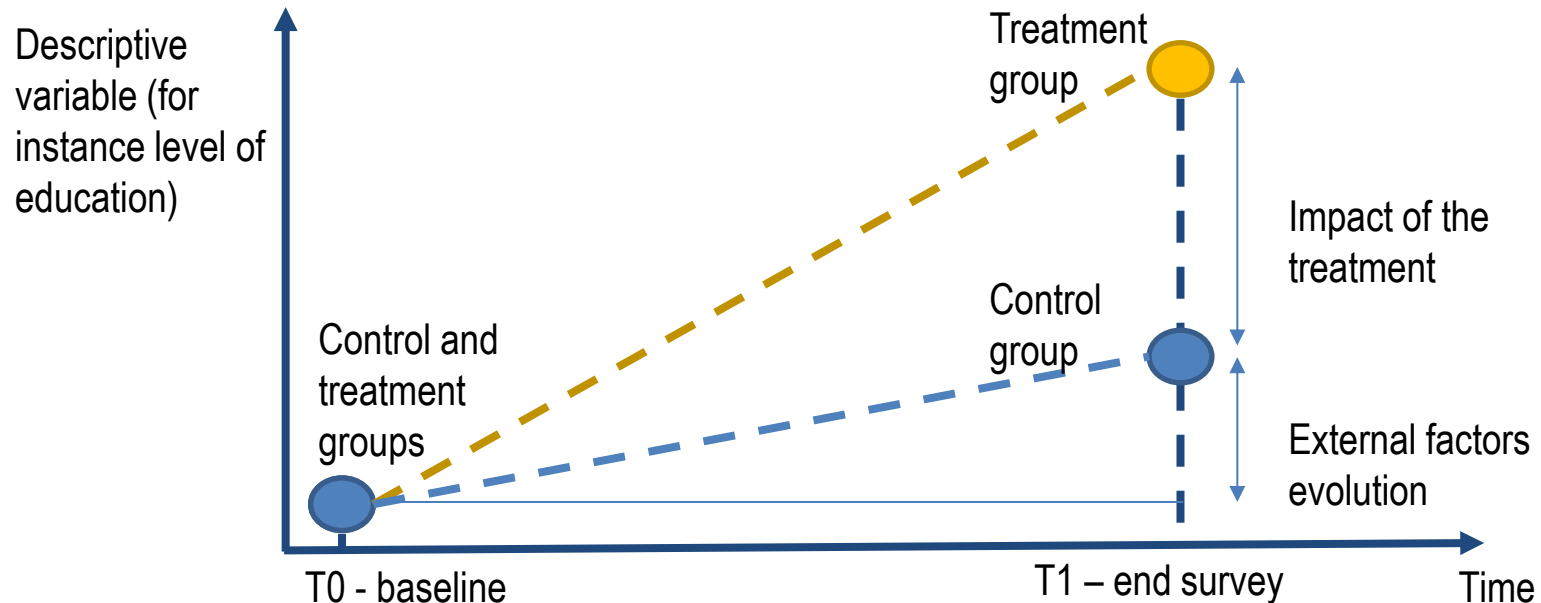 Descriptive
variable (for
instance level of
education)
Treatment
group
Impact of the
treatment
Control
group
Control and
treatment
groups
External factors
evolution
T0 - baseline
T1 – end survey
Time